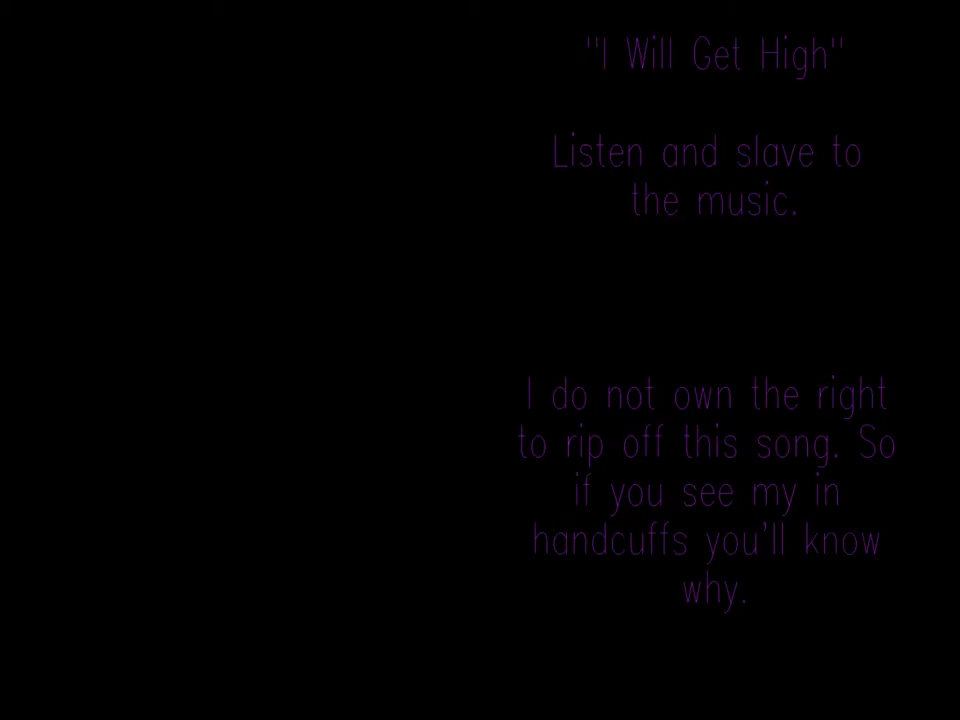 "I Will Get High"
Listen and slave to
the music.
I do not own the right
to rip off this song. So
if you see my in
handcuffs you'll know
why.